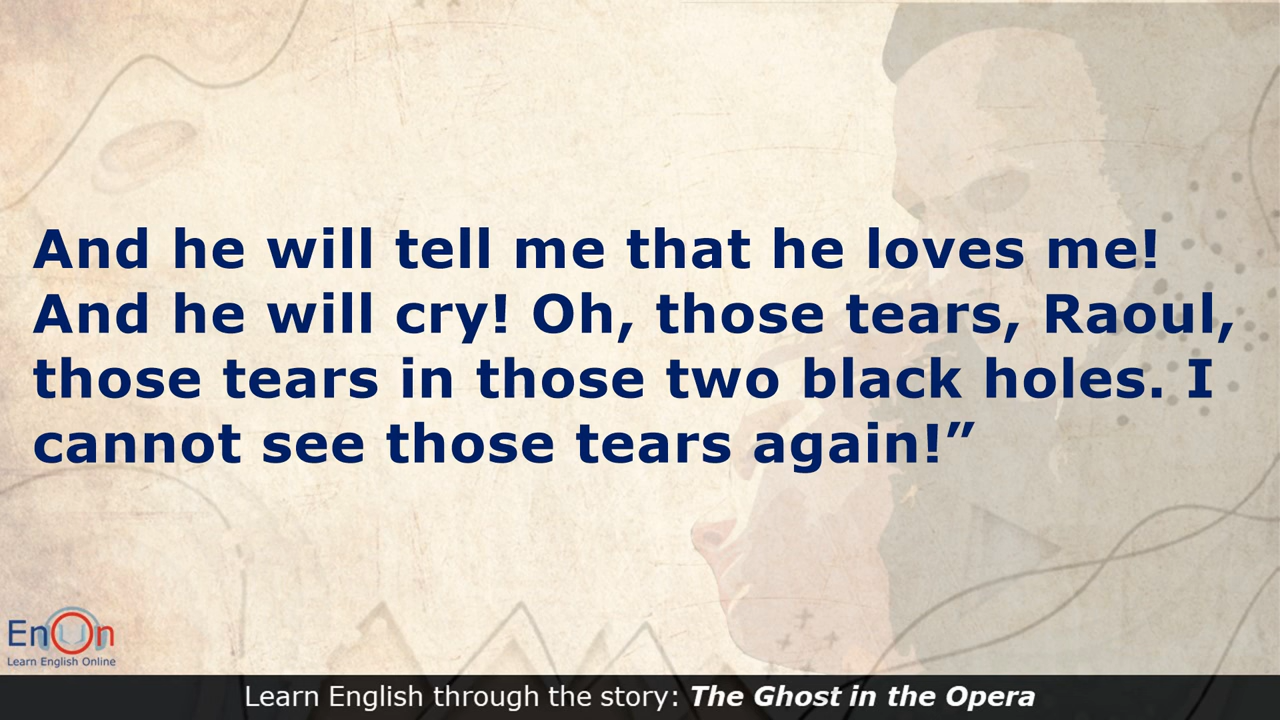 And he will tell me that he loves me!
And he will cry! Oh, those tears, Raoul,
those tears in those two black holes. I
cannot see those tears again!”
EnOn
Learn English Online
Learn English through the story: The Ghost in the Opera